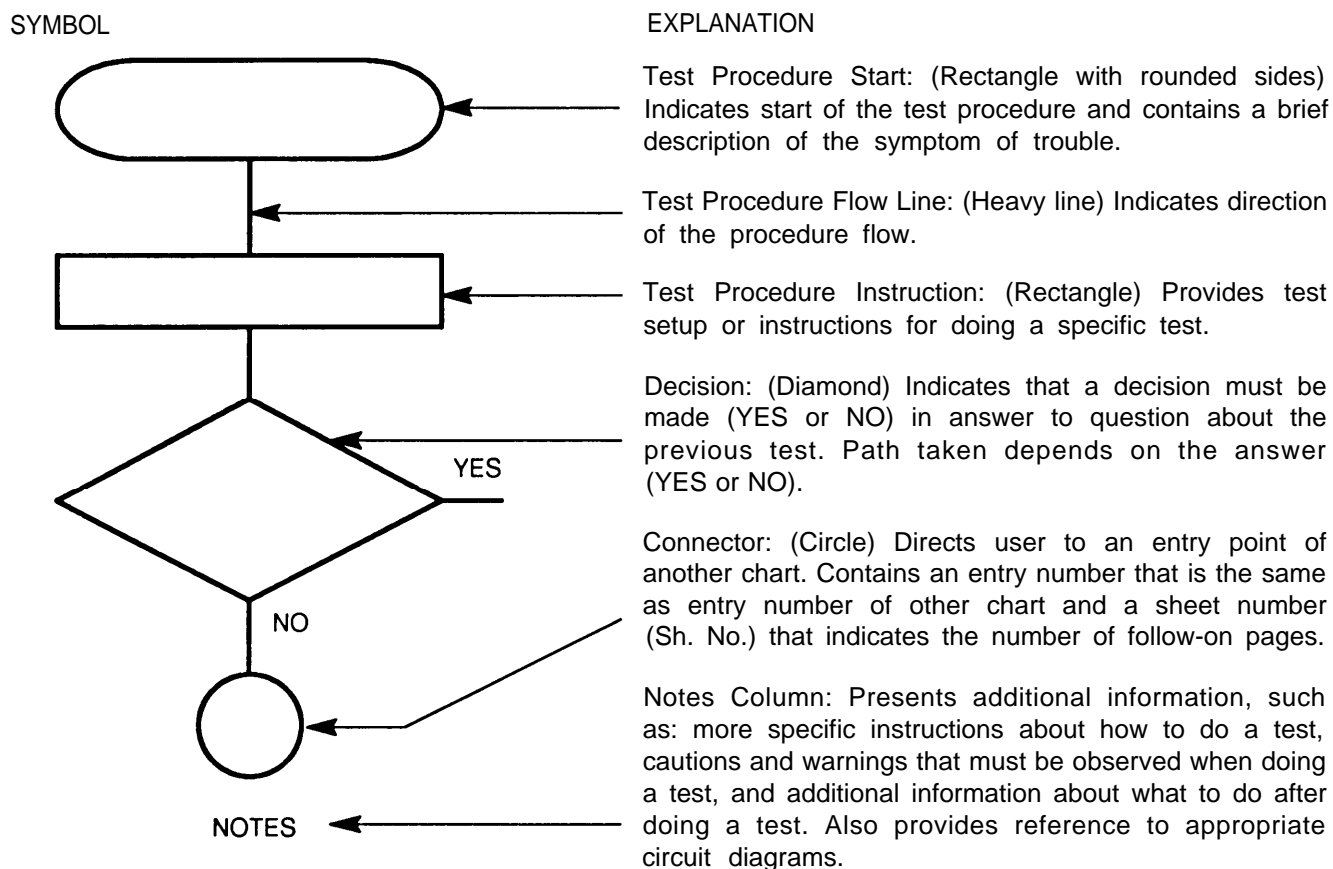 SYMBOL
EXPLANATION
Test Procedure Start: (Rectangle with rounded sides)
Indicates start of the test procedure and contains a brief
description of the symptom of trouble.
Test Procedure Flow Line: (Heavy line) Indicates direction
of the procedure flow.
Test Procedure Instruction: (Rectangle) Provides test
setup or instructions for doing a specific test.
Decision: (Diamond) Indicates that a decision must be
made (YES or NO) in answer to question about the
previous test. Path taken depends on the answer
(YES or NO).
YES
Connector: (Circle) Directs user to an entry point of
another chart. Contains an entry number that is the same
as entry number of other chart and a sheet number
(Sh. No.) that indicates the number of follow-on pages.
NO
Notes Column: Presents additional information, such
as: more specific instructions about how to do a test,
cautions and warnings that must be observed when doing
a test, and additional information about what to do after
doing a test. Also provides reference to appropriate
circuit diagrams.
NOTES